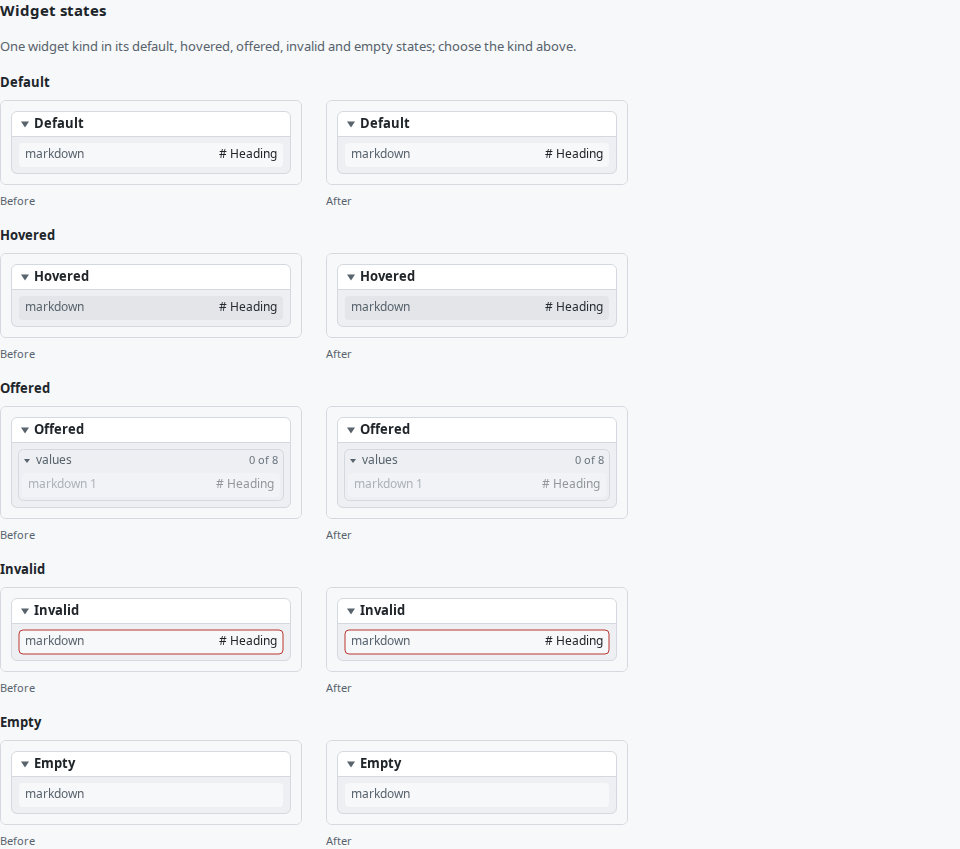 Widget states
One widget kind in its default, hovered, offered, invalid and empty states; choose the kind above.
Default
Default
markdown # Heading
Default
markdown # Heading
Before
After
Hovered
Hovered
markdown # Heading
Hovered
markdown # Heading
Before
After
Offered
Offered
values 0 of 8
markdown 1 # Heading
Offered
values 0 of 8
markdown 1 # Heading
Before
After
Invalid
Invalid
markdown # Heading
Invalid
markdown # Heading
Before
After
Empty
Empty
markdown
Empty
markdown
Before
After